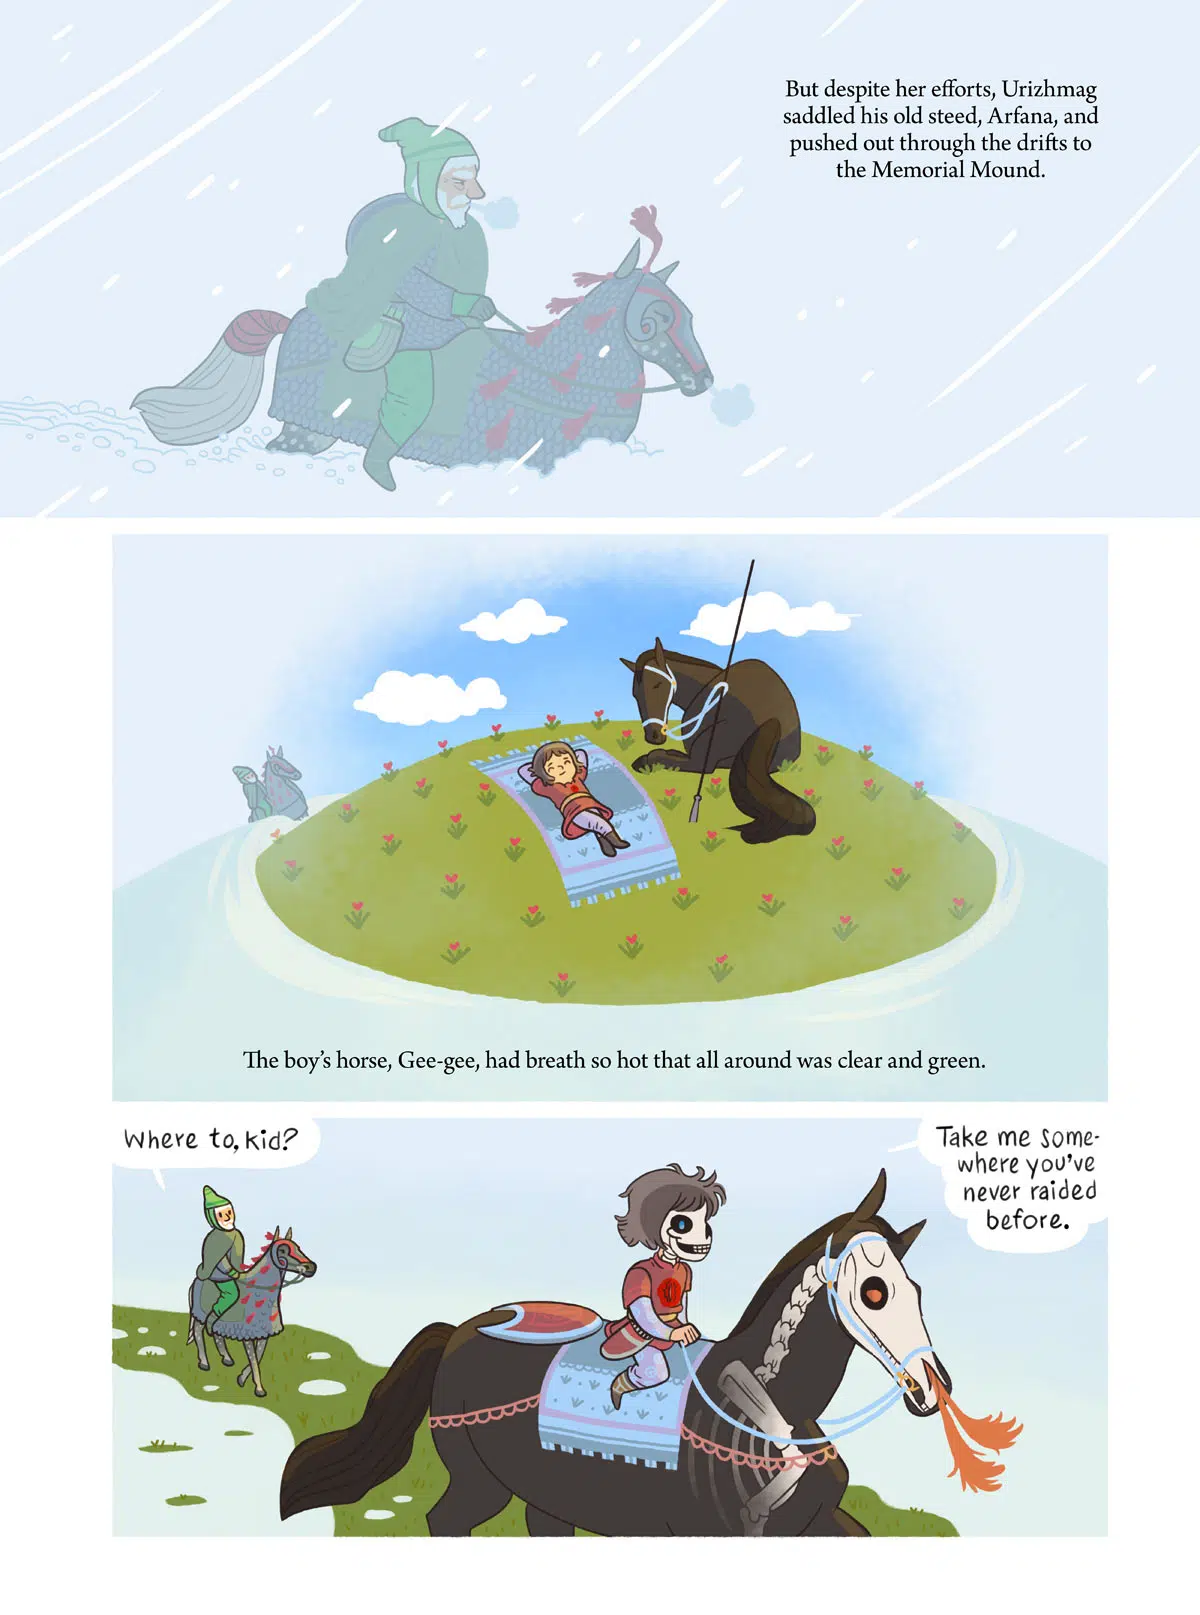 But despite her efforts, Urizhmag
saddled his old steed, Arfana, and
pushed out through the drifts to
the Memorial Mound.
The boy’s horse, Gee-gee, had breath so hot that all around was clear and green.
Where to, kid?
Take me some-
where you’ve
never raided
before.